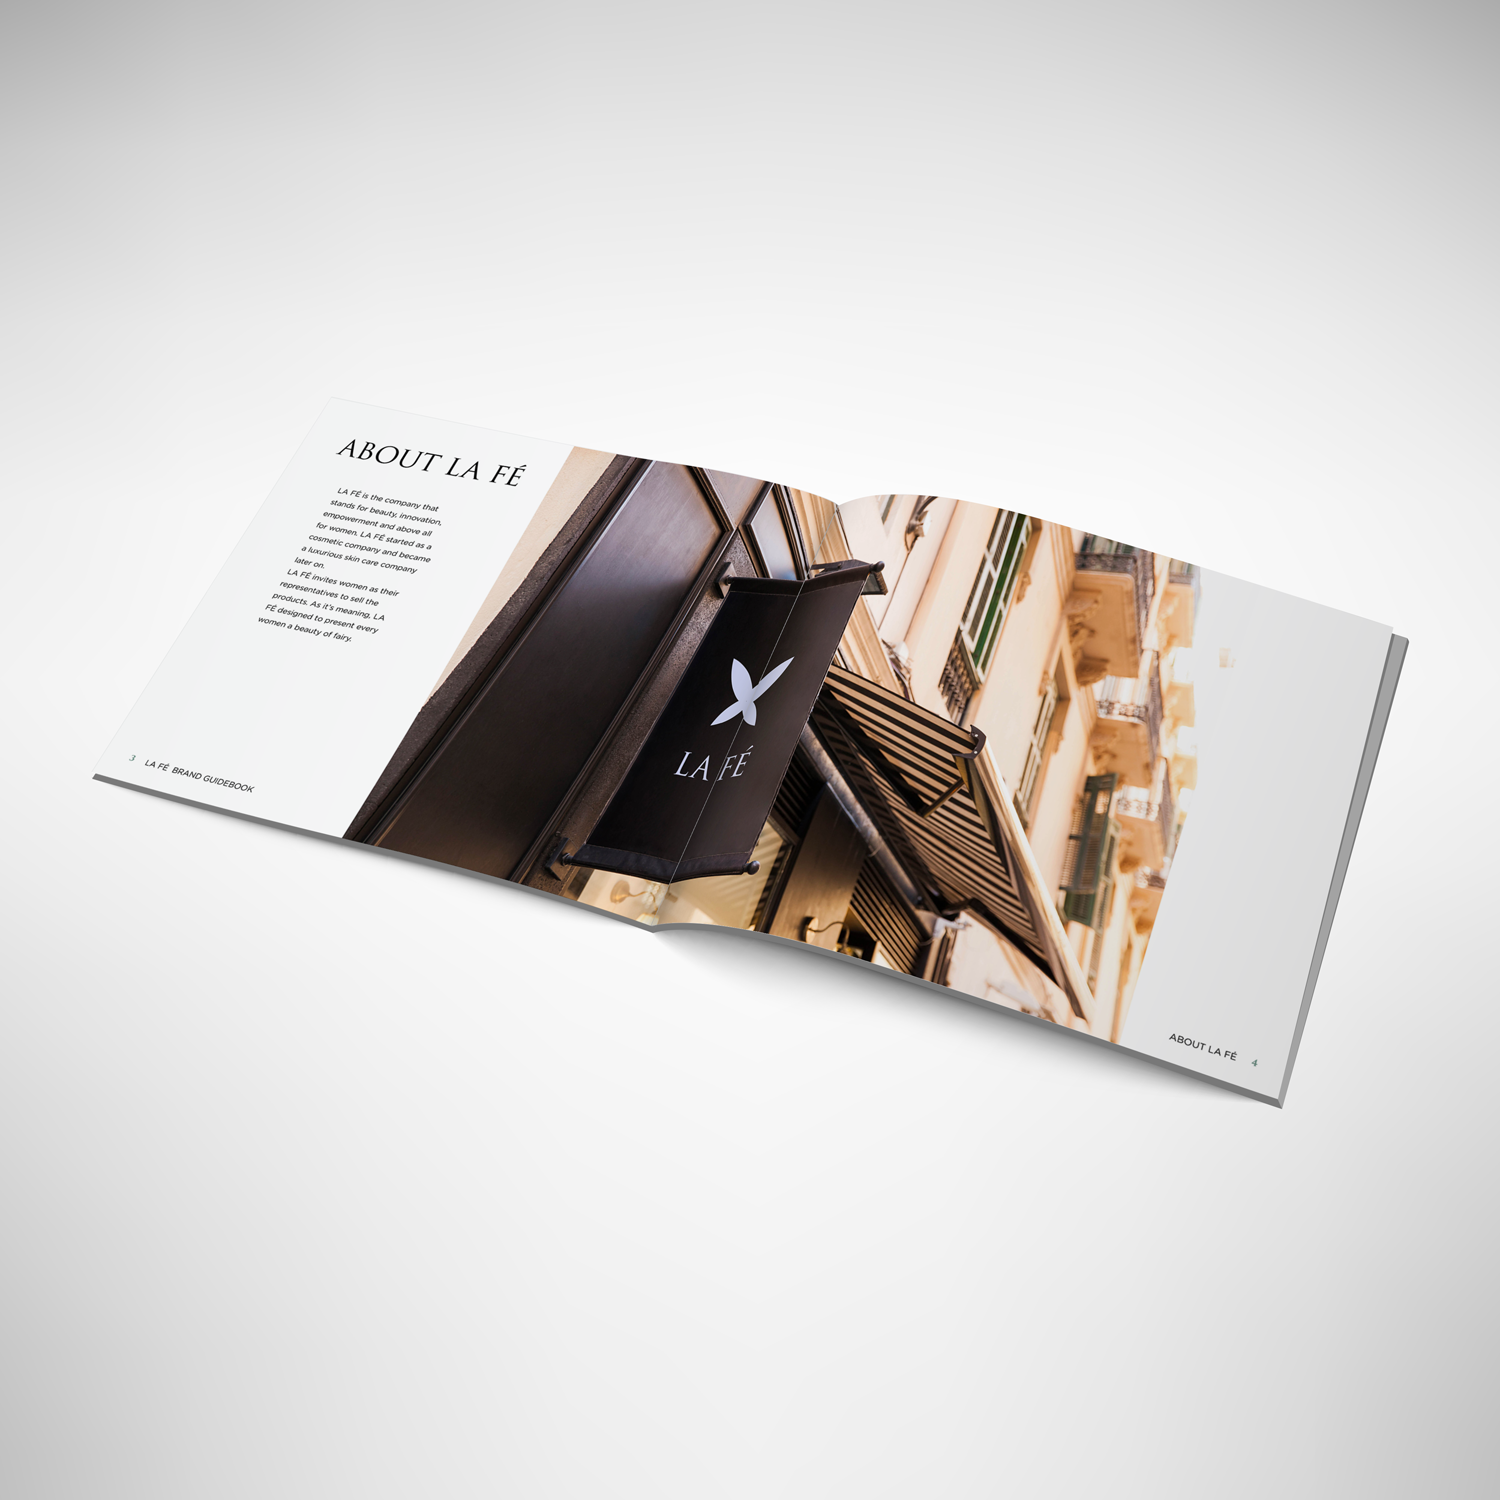 ABOUT LA FÉ
LA FÉ is the company that
stands for beauty, innovation,
empowerment and above all
for women. LA FÉ started as a
cosmetic company and became
a luxurious skin care company
later on.
LA FÉ invites women as their
representatives to sell the
products. As it's meaning, LA
FÉ designed to present every
women a beauty of fairy.
3 LA FÉ BRAND GUIDEBOOK
LA FÉ
ABOUT LA FÉ 4